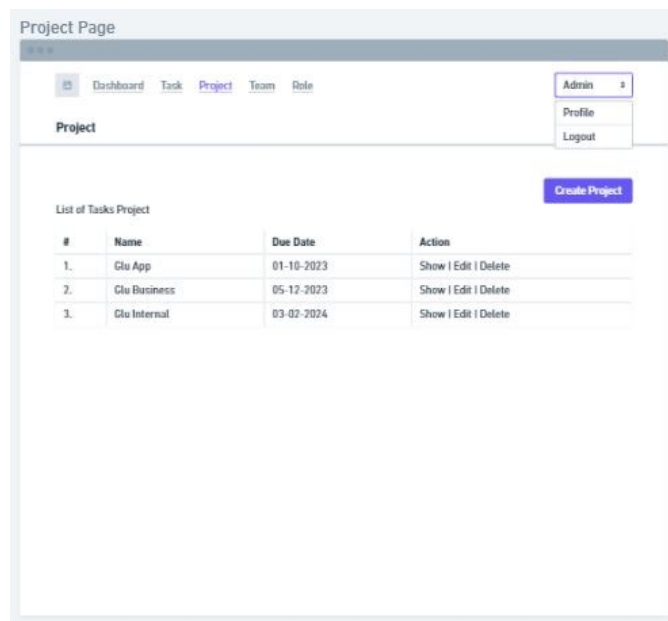 Project Page
Dashboard Task Project Team Role
Admin
Profile
Logout
Project
Create Project
List of Tasks Project
# Name Due Date Action
1. Glu App 01-10-2023 Show | Edit | Delete
2. Glu Business 05-12-2023 Show | Edit | Delete
3. Glu Internal 03-02-2024 Show | Edit | Delete